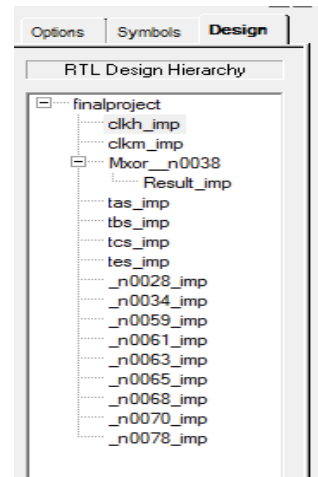 Options Symbols Design
RTL Design Hierarchy
finalproject
clkh_imp
clkm_imp
Mxor__n0038
Result_imp
tas_imp
tbs_imp
tcs_imp
tes_imp
_n0028_imp
_n0034_imp
_n0059_imp
_n0061_imp
_n0063_imp
_n0065_imp
_n0068_imp
_n0070_imp
_n0078_imp